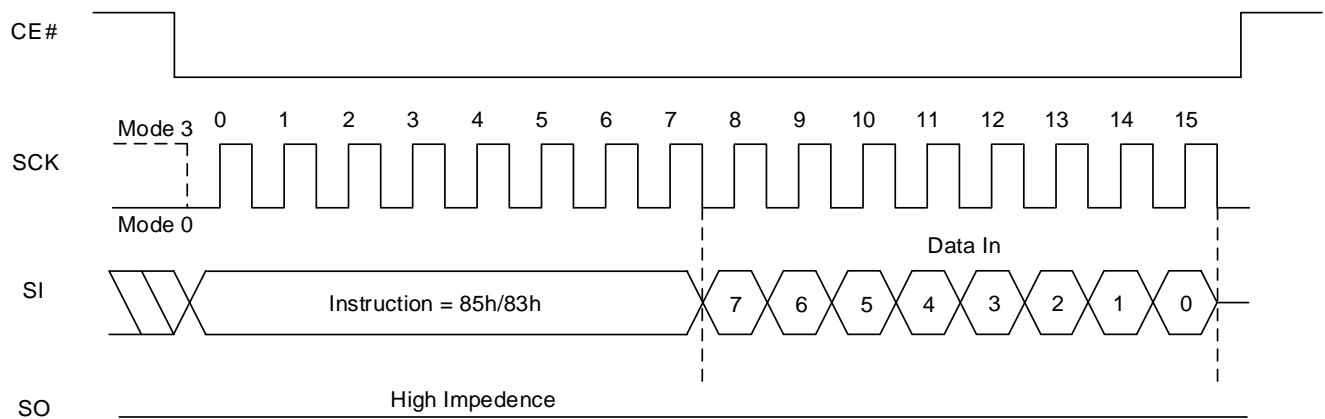 CE#
Mode 3
0 1 2 3 4 5 6 7 8 9 10 11 12 13 14 15
SCK
Mode 0
Data In
SI
Instruction = 85h/83h
7 6 5 4 3 2 1 0
High Impedence
SO